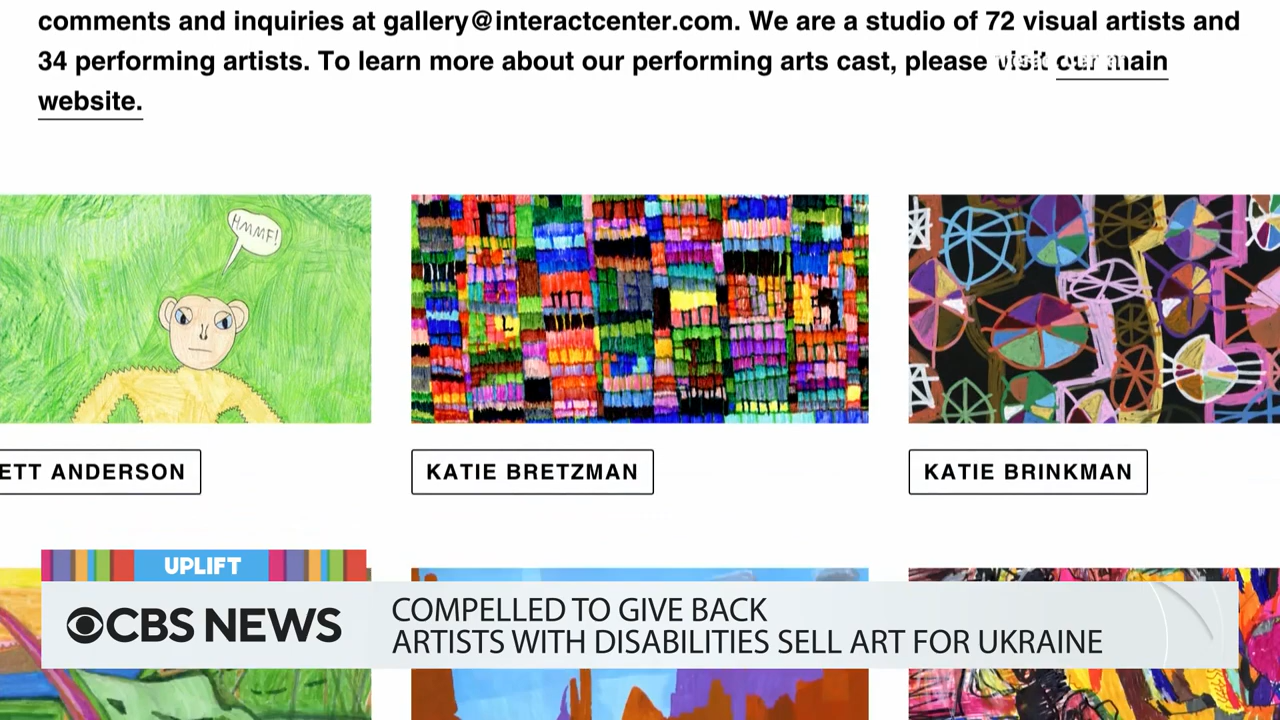 comments and inquiries at gallery@interactcenter.com. We are a studio of 72 visual artists and
34 performing artists. To learn more about our performing arts cast, please visit our main
website.
HMMF!
ETT ANDERSON
KATIE BRETZMAN
KATIE BRINKMAN
UPLIFT
CBS NEWS
COMPELLED TO GIVE BACK
ARTISTS WITH DISABILITIES SELL ART FOR UKRAINE